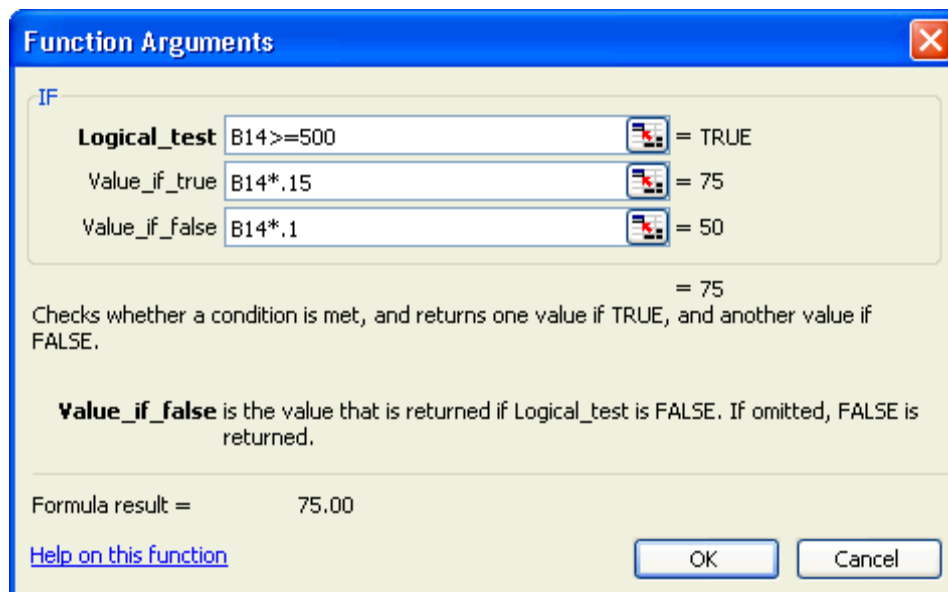 Function Arguments
IF
Logical_test B14>=500 = TRUE
Value_if_true B14*.15 = 75
Value_if_false B14*.1 = 50
= 75
Checks whether a condition is met, and returns one value if TRUE, and another value if
FALSE.
Value_if_false is the value that is returned if Logical_test is FALSE. If omitted, FALSE is
returned.
Formula result = 75.00
Help on this function OK Cancel